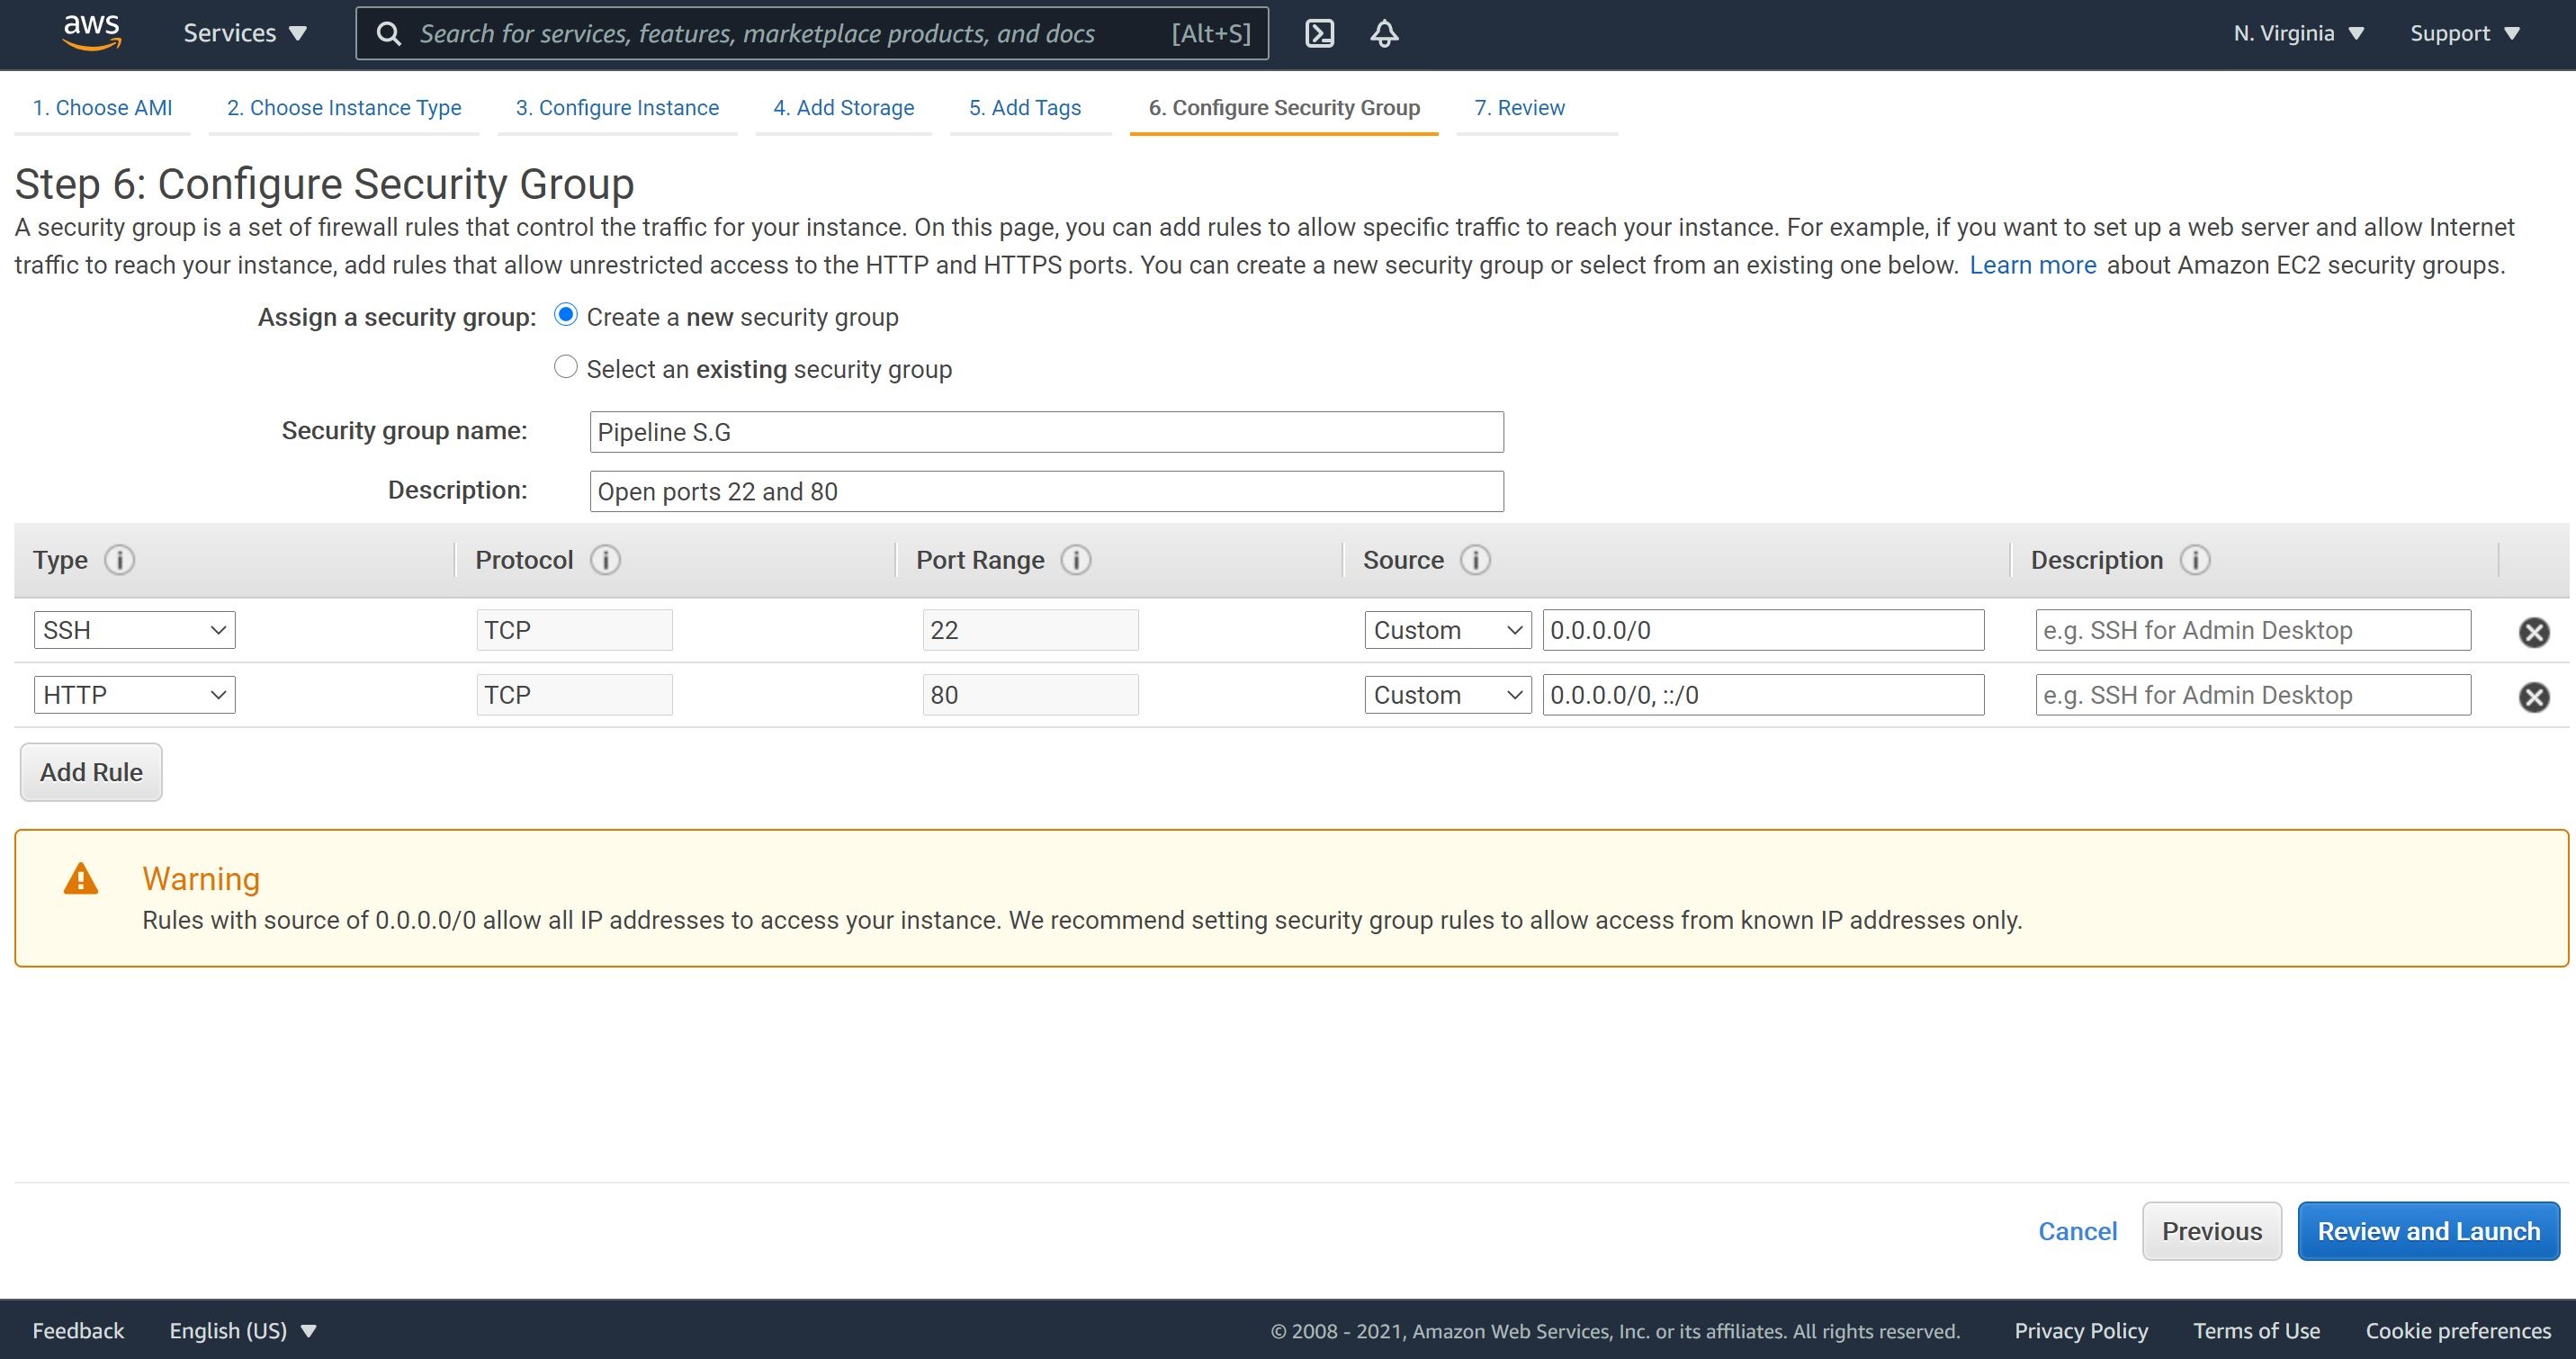 aws Services Search for services, features, marketplace products, and docs [Alt+S] N. Virginia Support
1. Choose AMI 2. Choose Instance Type 3. Configure Instance 4. Add Storage 5. Add Tags 6. Configure Security Group 7. Review
Step 6: Configure Security Group
A security group is a set of firewall rules that control the traffic for your instance. On this page, you can add rules to allow specific traffic to reach your instance. For example, if you want to set up a web server and allow Internet
traffic to reach your instance, add rules that allow unrestricted access to the HTTP and HTTPS ports. You can create a new security group or select from an existing one below. Learn more about Amazon EC2 security groups.
Assign a security group: Create a new security group
Select an existing security group
Security group name: Pipeline S.G
Description: Open ports 22 and 80
Type Protocol Port Range Source Description
SSH TCP 22 Custom 0.0.0.0/0 e.g. SSH for Admin Desktop
HTTP TCP 80 Custom 0.0.0.0/0, ::/0 e.g. SSH for Admin Desktop
Add Rule
Warning
Rules with source of 0.0.0.0/0 allow all IP addresses to access your instance. We recommend setting security group rules to allow access from known IP addresses only.
Cancel Previous Review and Launch
Feedback English (US) © 2008 - 2021, Amazon Web Services, Inc. or its affiliates. All rights reserved. Privacy Policy Terms of Use Cookie preferences